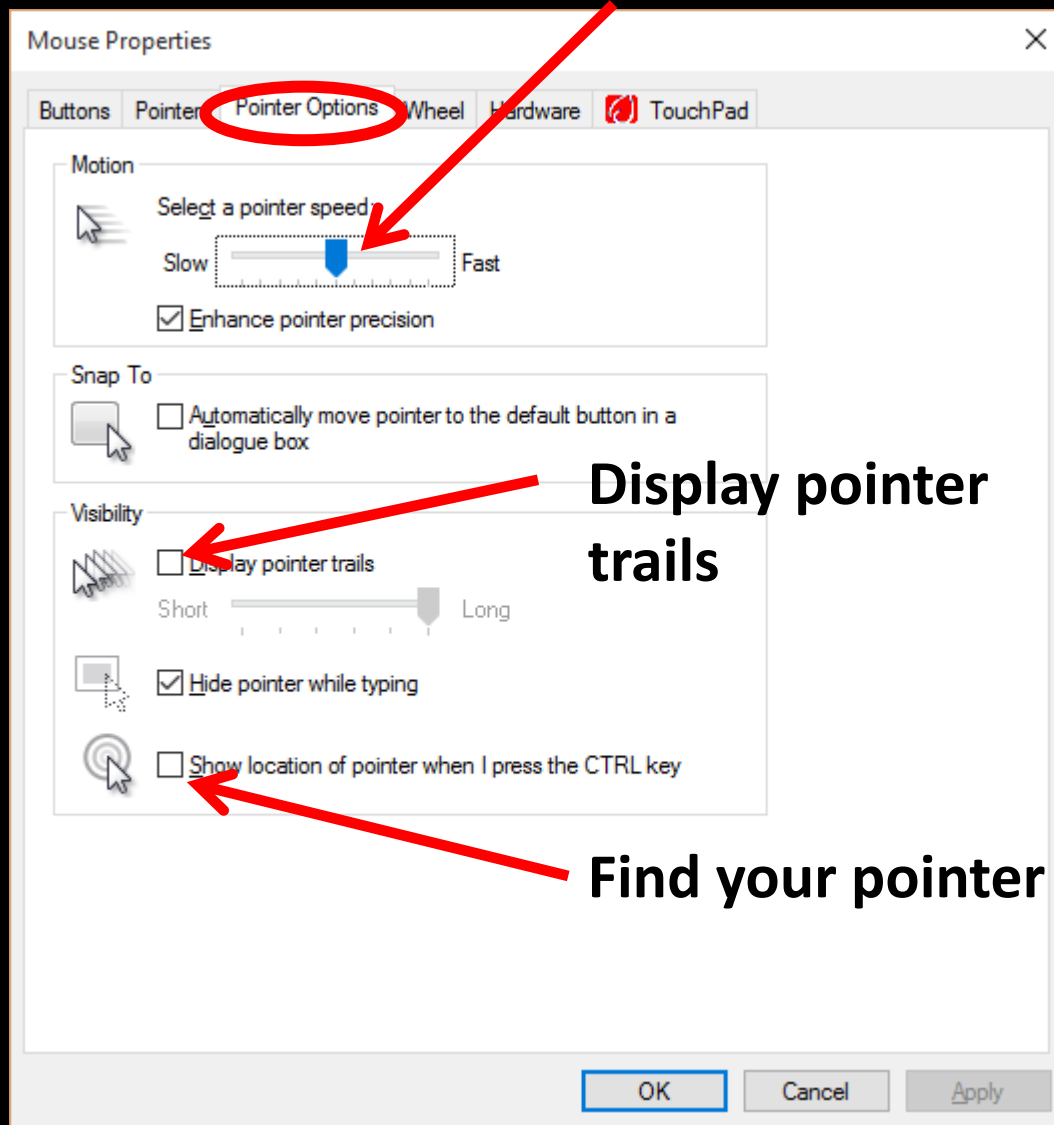 Mouse Properties
Buttons Pointer Pointer Options Wheel Hardware TouchPad
Motion
Select a pointer speed:
Slow Fast
Enhance pointer precision
Snap To
Automatically move pointer to the default button in a
dialogue box
Display pointer
trails
Visibility
Display pointer trails
Short Long
Hide pointer while typing
Show location of pointer when I press the CTRL key
Find your pointer
OK Cancel Apply